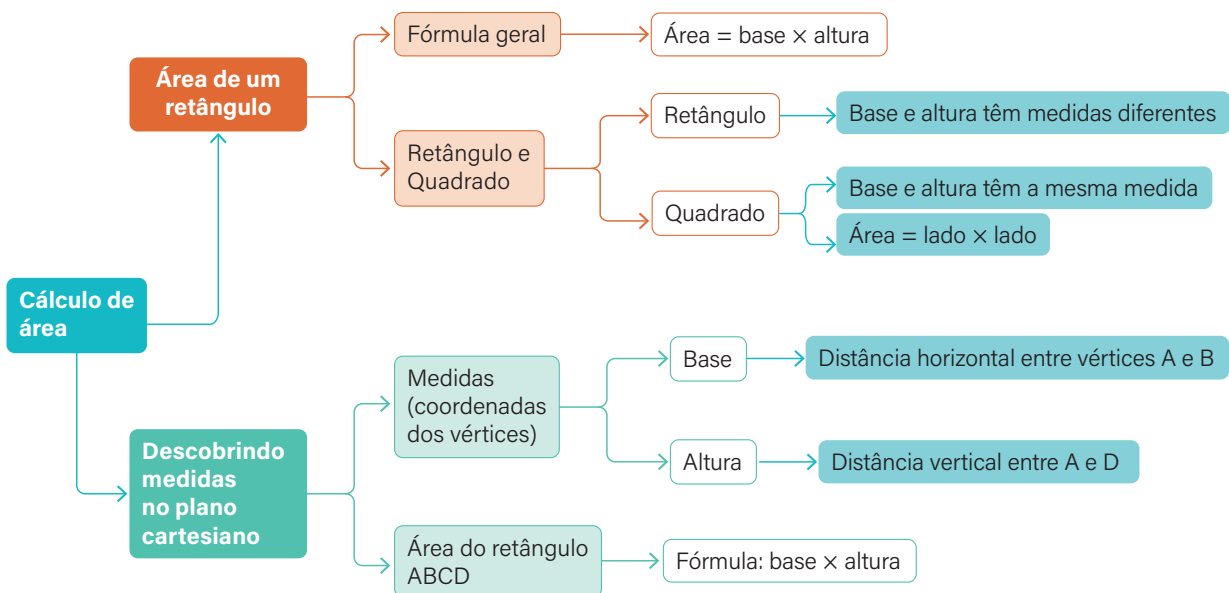 Cálculo de
área
Área de um
retângulo
Fórmula geral
Área = base × altura
Retângulo e
Quadrado
Retângulo
Base e altura têm medidas diferentes
Quadrado
Base e altura têm a mesma medida
Área = lado × lado
Descobrindo
medidas
no plano
cartesiano
Medidas
(coordenadas
dos vértices)
Base
Distância horizontal entre vértices A e B
Altura
Distância vertical entre A e D
Área do retângulo
ABCD
Fórmula: base × altura